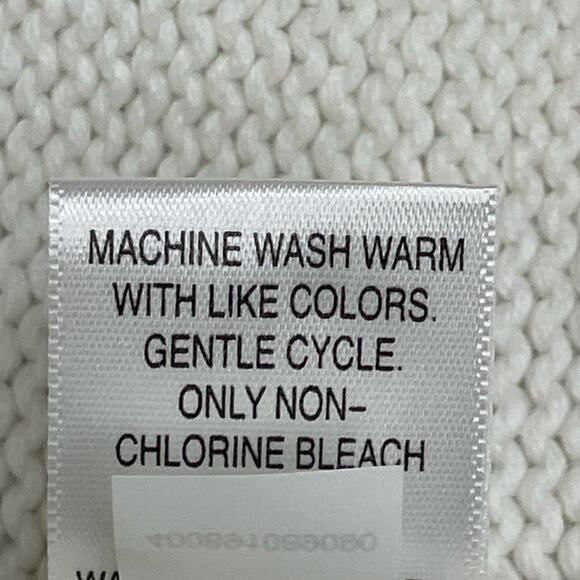 MACHINE WASH WARM
WITH LIKE COLORS.
GENTLE CYCLE.
ONLY NON-
CHLORINE BLEACH